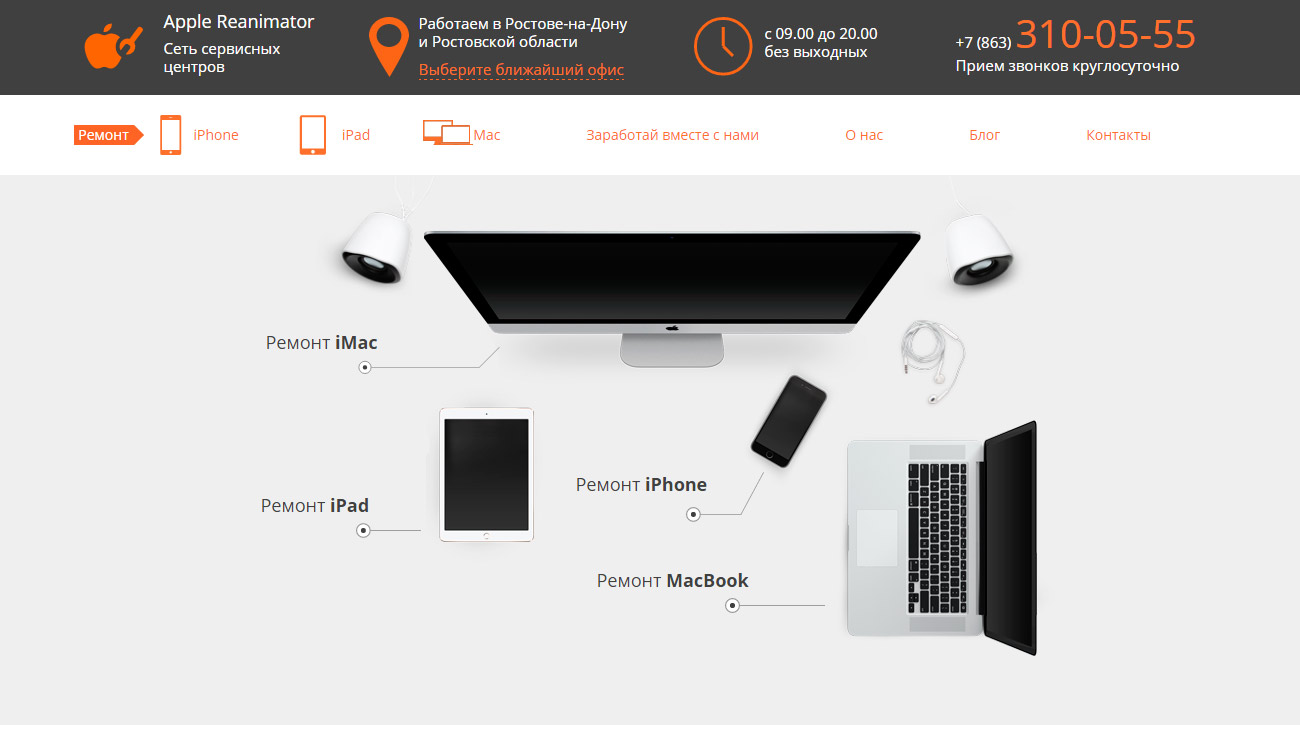 Apple Reanimator
Сеть сервисных
центров
Работаем в Ростове-на-Дону
и Ростовской области
Выберите ближайший офис
с 09.00 до 20.00
без выходных
+7 (863) 310-05-55
Прием звонков круглосуточно
Ремонт iPhone iPad Mac Заработай вместе с нами О нас Блог Контакты
Ремонт iMac
Ремонт iPhone
Ремонт iPad
Ремонт MacBook